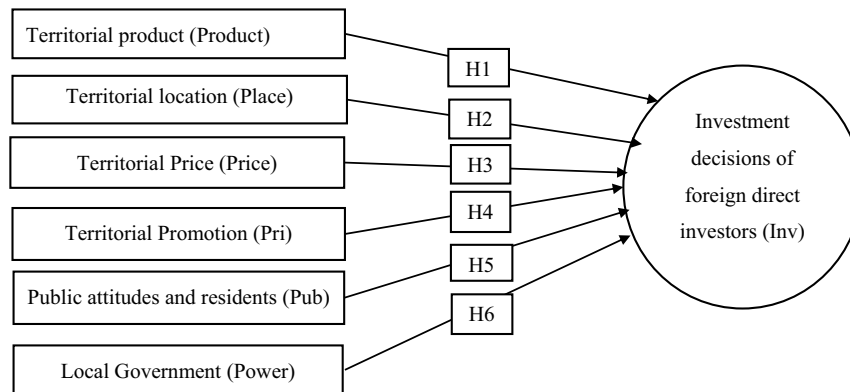 Territorial product (Product)
H1
Territorial location (Place)
H2
Territorial Price (Price)
H3
Territorial Promotion (Pri)
H4
Public attitudes and residents (Pub)
H5
Local Government (Power)
H6
Investment
decisions of
foreign direct
investors (Inv)